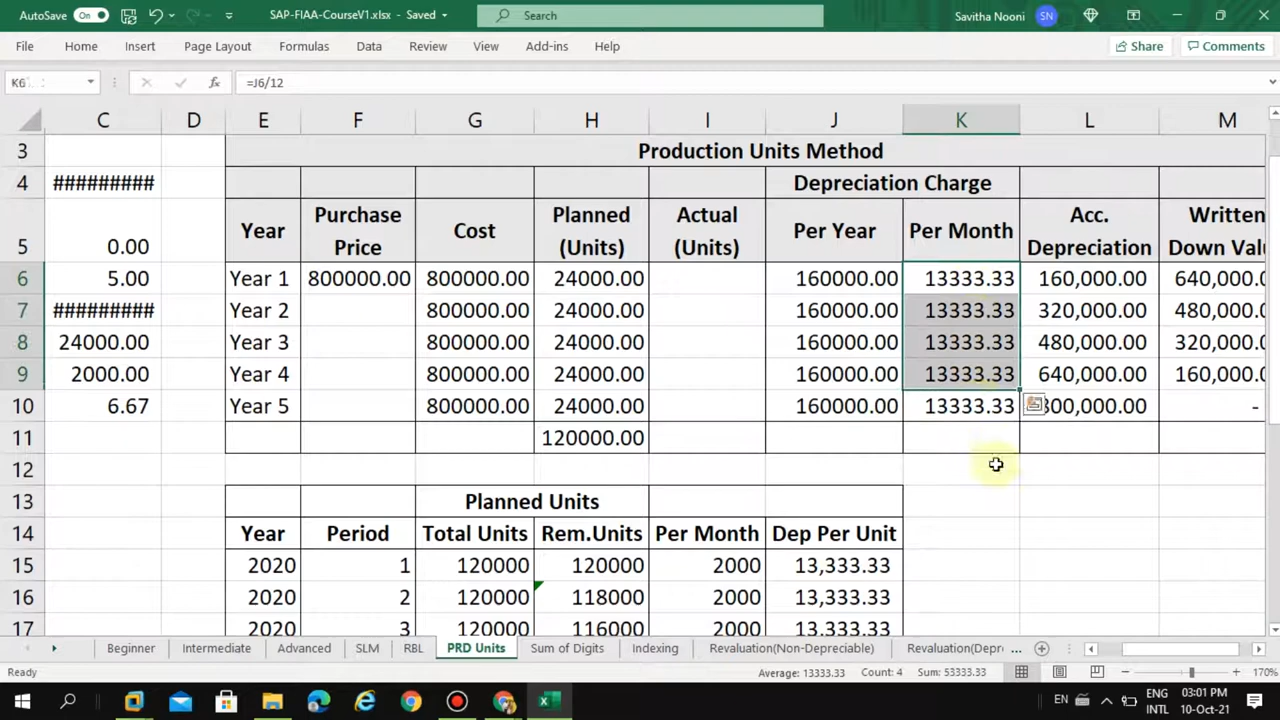 AutoSave On SAP-FIAA-CourseV1.xlsx - Saved Search Savitha Nooni SN
File Home Insert Page Layout Formulas Data Review View Add-ins Help Share Comments
K6 fx =J6/12
C D E F G H I J K L M
3 Production Units Method
4 ######### Depreciation Charge
Purchase Planned Actual Acc. Written
Year Cost Per Year Per Month
5 0.00 Price (Units) (Units) Depreciation Down Valu
6 5.00 Year 1 800000.00 800000.00 24000.00 160000.00 13333.33 160,000.00 640,000.0
7 ######### Year 2 800000.00 24000.00 160000.00 13333.33 320,000.00 480,000.0
8 24000.00 Year 3 800000.00 24000.00 160000.00 13333.33 480,000.00 320,000.0
9 2000.00 Year 4 800000.00 24000.00 160000.00 13333.33 640,000.00 160,000.0
10 6.67 Year 5 800000.00 24000.00 160000.00 13333.33 00,000.00 -
11 120000.00
12
13 Planned Units
14 Year Period Total Units Rem.Units Per Month Dep Per Unit
15 2020 1 120000 120000 2000 13,333.33
16 2020 2 120000 118000 2000 13,333.33
17 2020 3 120000 116000 2000 13,333.33
Beginner Intermediate Advanced SLM RBL PRD Units Sum of Digits Indexing Revaluation(Non-Depreciable) Revaluation(Depre ...
Ready Average: 13333.33 Count: 4 Sum: 53333.33 170%
EN ENG 03:01 PM
INTL 10-Oct-21